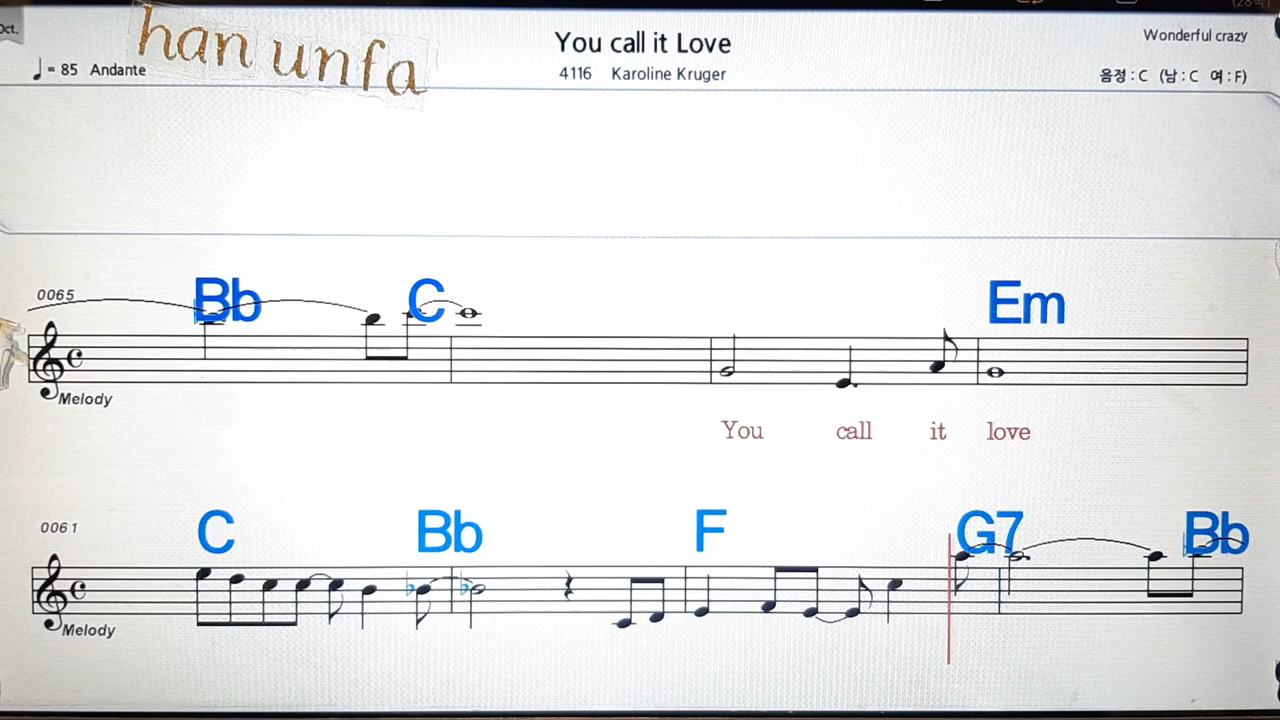 Oct.
han unfa
You call it Love
Wonderful crazy
= 85 Andante
4116 Karoline Kruger
음정 : C (남 : C 여 : F)
0065
Bb C Em
Melody
You call it love
0061
C Bb F G7 Bb
Melody